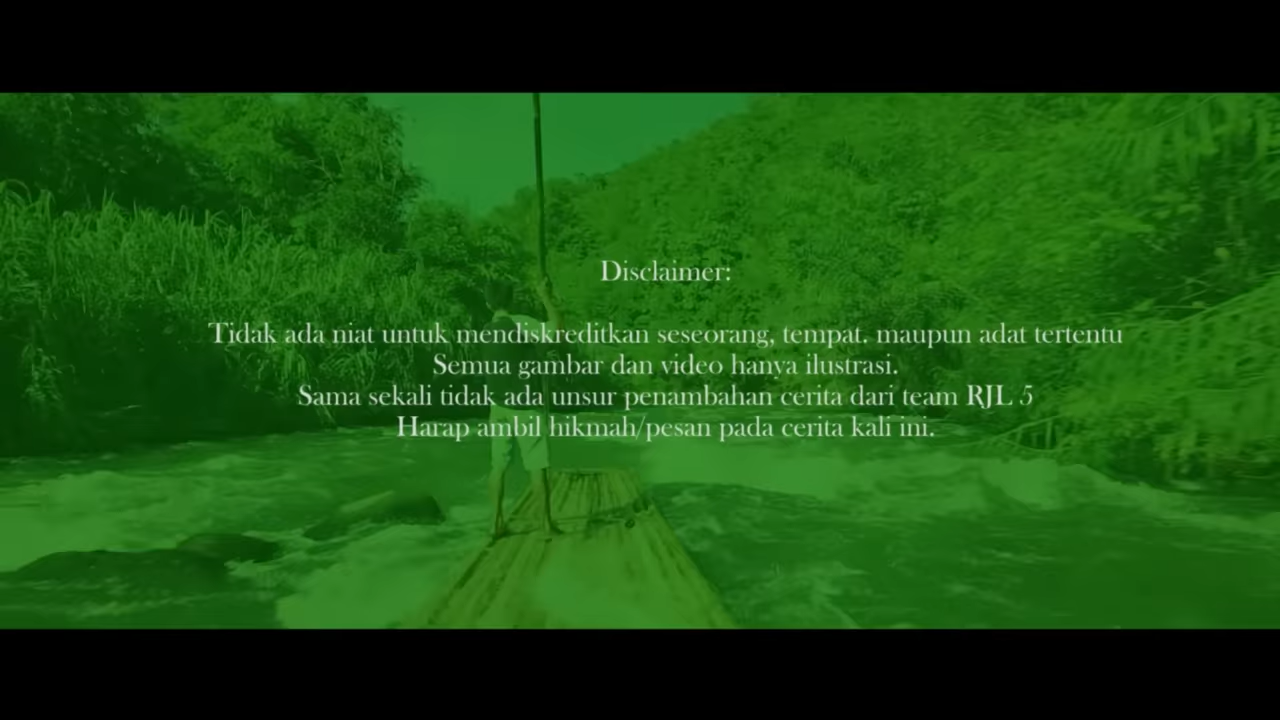 Disclaimer:
Tidak ada niat untuk mendiskreditkan seseorang, tempat. maupun adat tertentu
Semua gambar dan video hanya ilustrasi.
Sama sekali tidak ada unsur penambahan cerita dari team RJL 5
Harap ambil hikmah/pesan pada cerita kali ini.